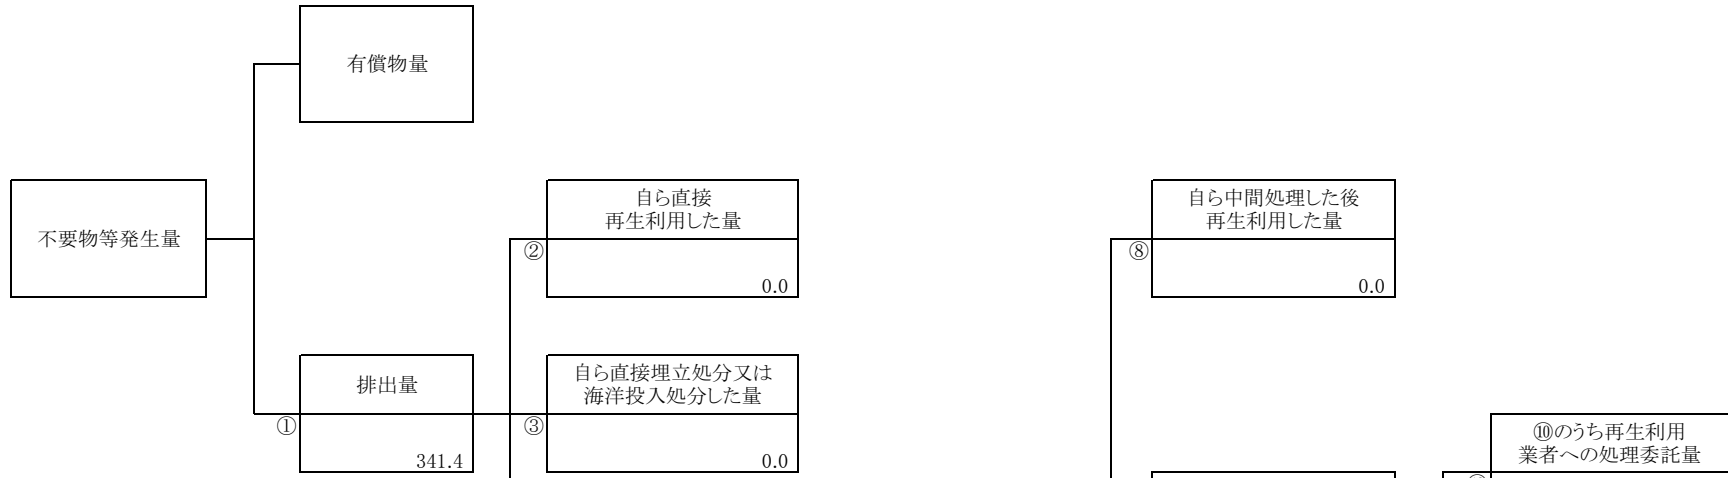 有償物量
不要物等発生量
自ら直接
再生利用した量
②
0.0
自ら中間処理した後
再生利用した量
⑧
0.0
排出量
①
341.4
自ら直接埋立処分又は
海洋投入処分した量
③
0.0
⑩のうち再生利用
業者への処理委託量